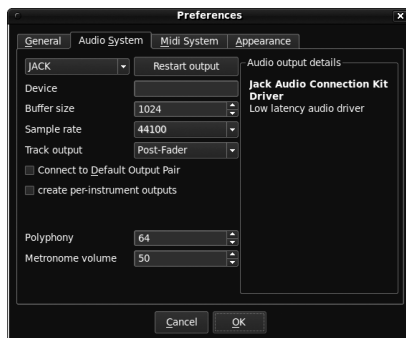 Preferences
General Audio System Midi System Appearance
JACK Restart output
Audio output details
Jack Audio Connection Kit
Driver
Low latency audio driver
Device
Buffer size 1024
Sample rate 44100
Track output Post-Fader
Connect to Default Output Pair
create per-instrument outputs
Polyphony 64
Metronome volume 50
Cancel OK